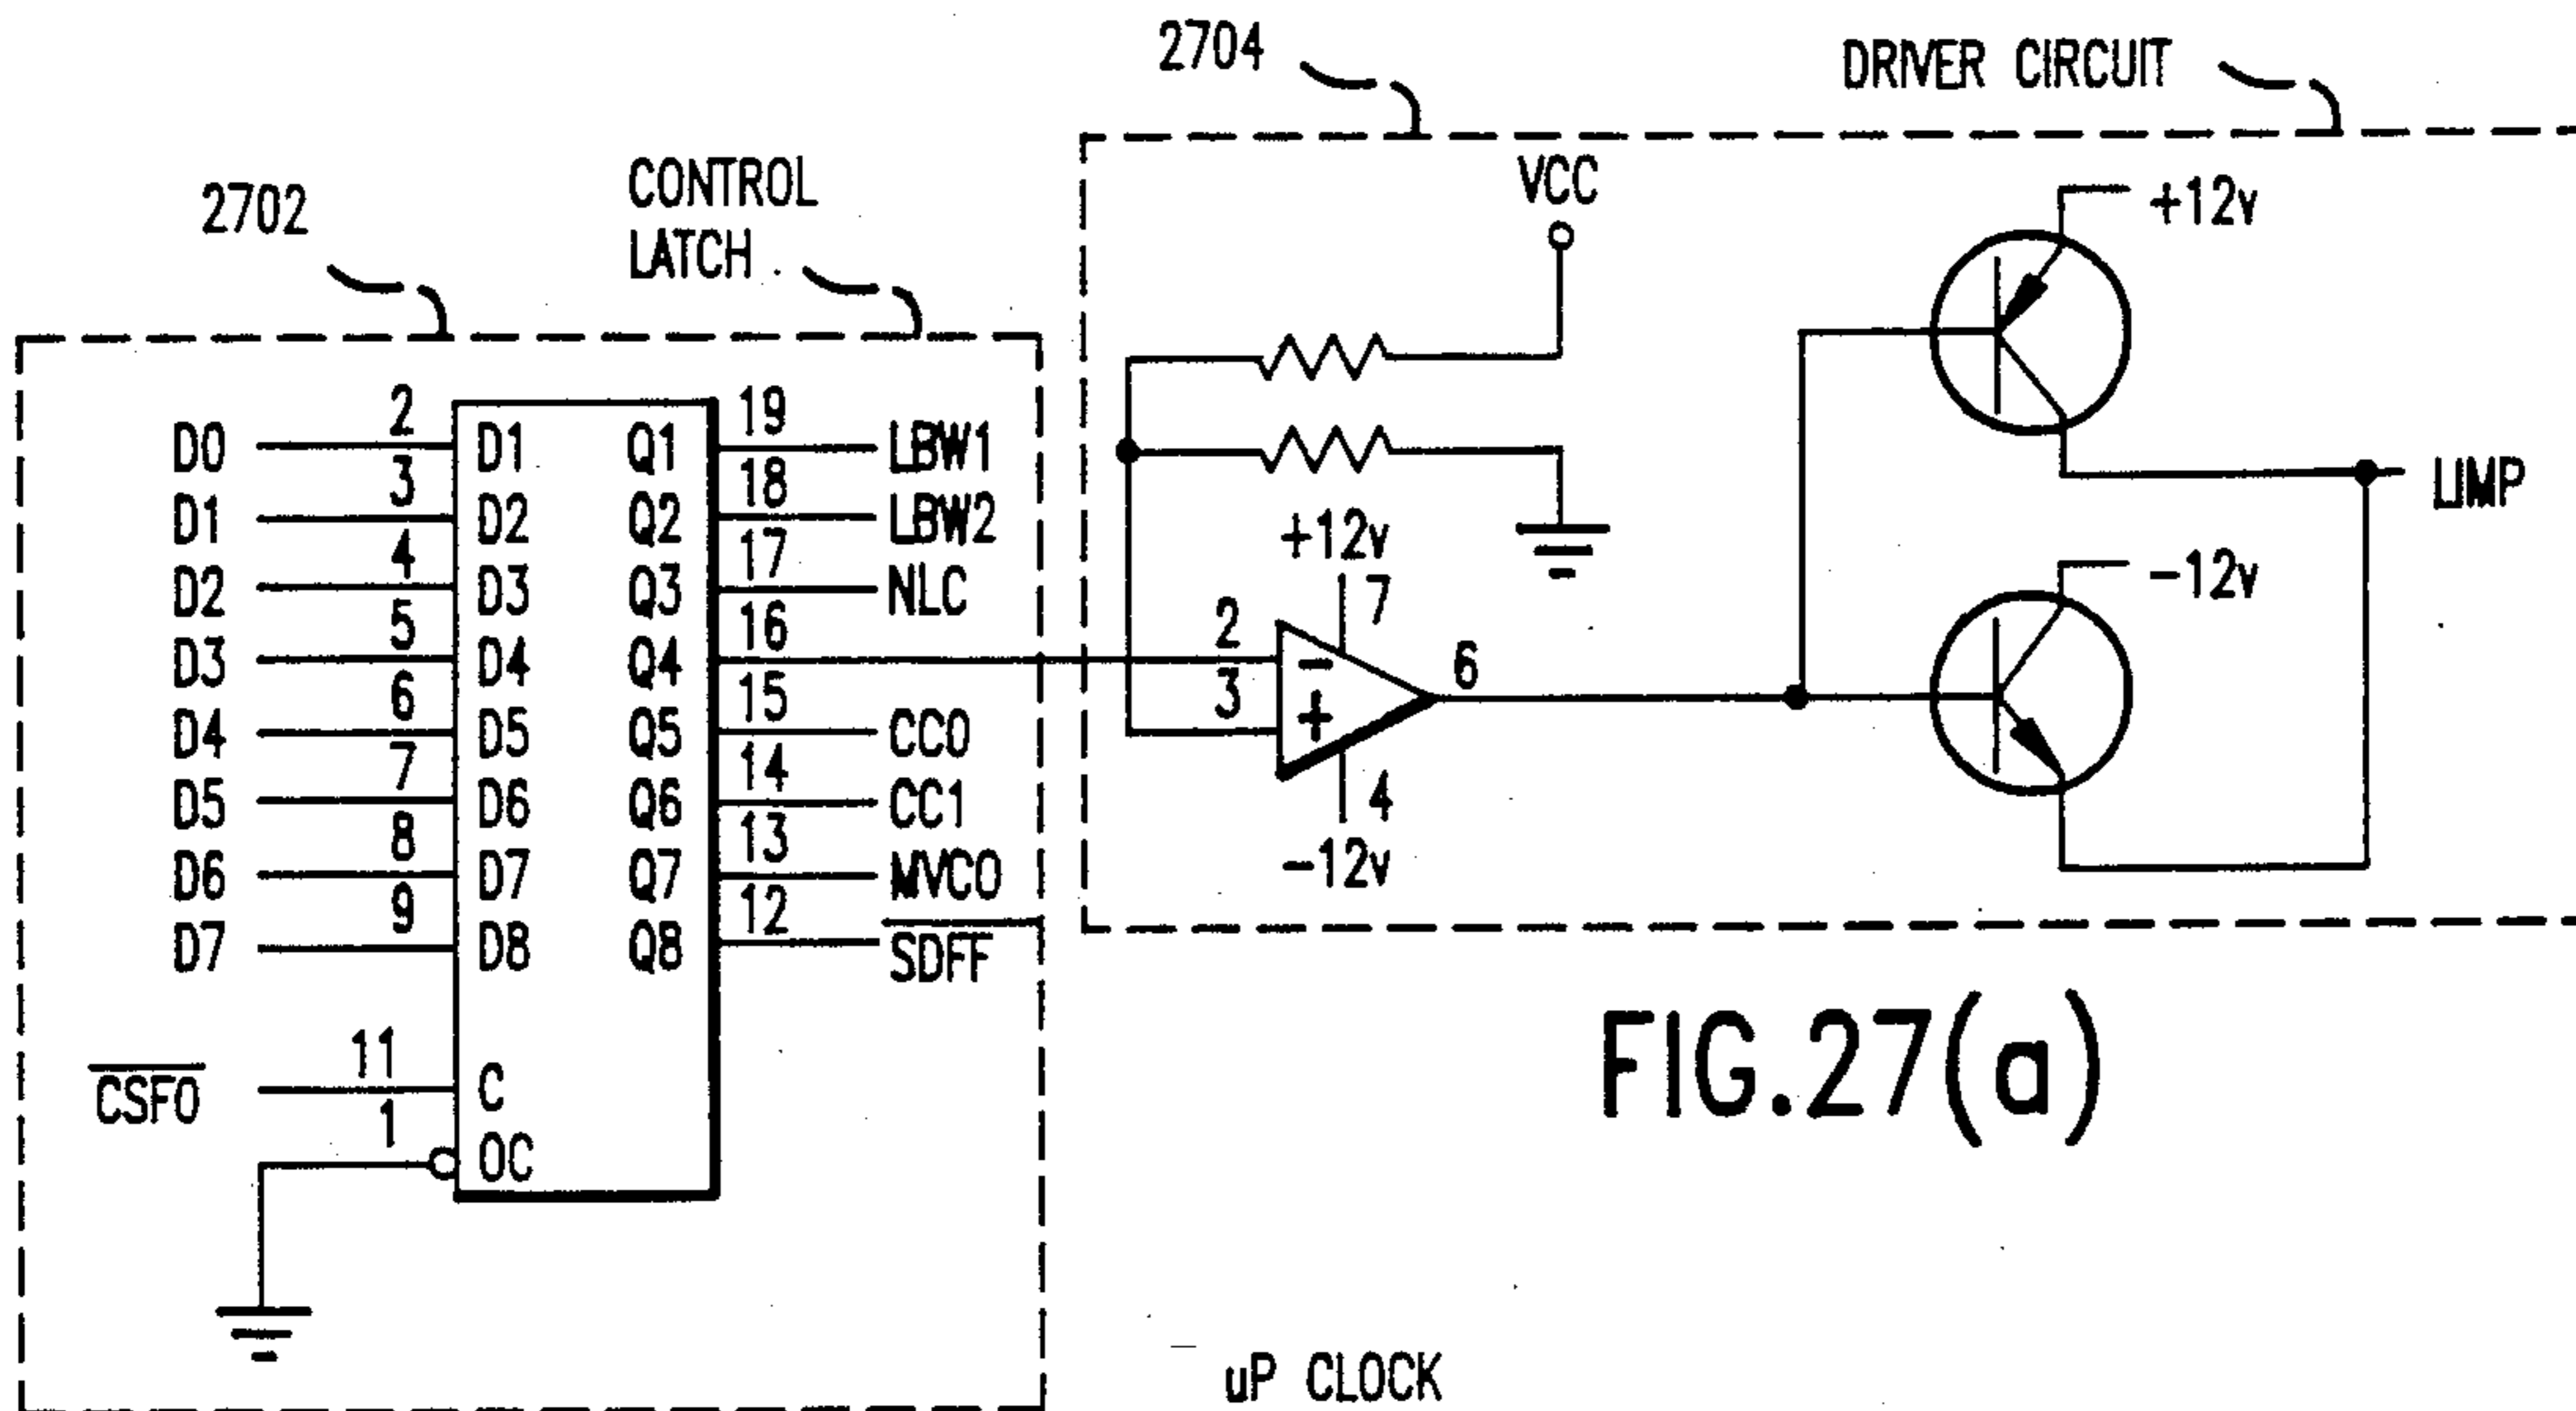 2704
DRIVER CIRCUIT
2702
CONTROL
LATCH
VCC
+12v
D0 2 D1 Q1 19 LBW1
D1 3 D2 Q2 18 LBW2
D2 4 D3 Q3 17 NLC
D3 5 D4 Q4 16
D4 6 D5 Q5 15 CC0
D5 7 D6 Q6 14 CC1
D6 8 D7 Q7 13 MVCO
D7 9 D8 Q8 12 SDFF
CSF0 11 C
1 OC
+12v
7
2 -
3 +
6
4
-12v
-12v
LIMP
FIG.27(a)
uP CLOCK